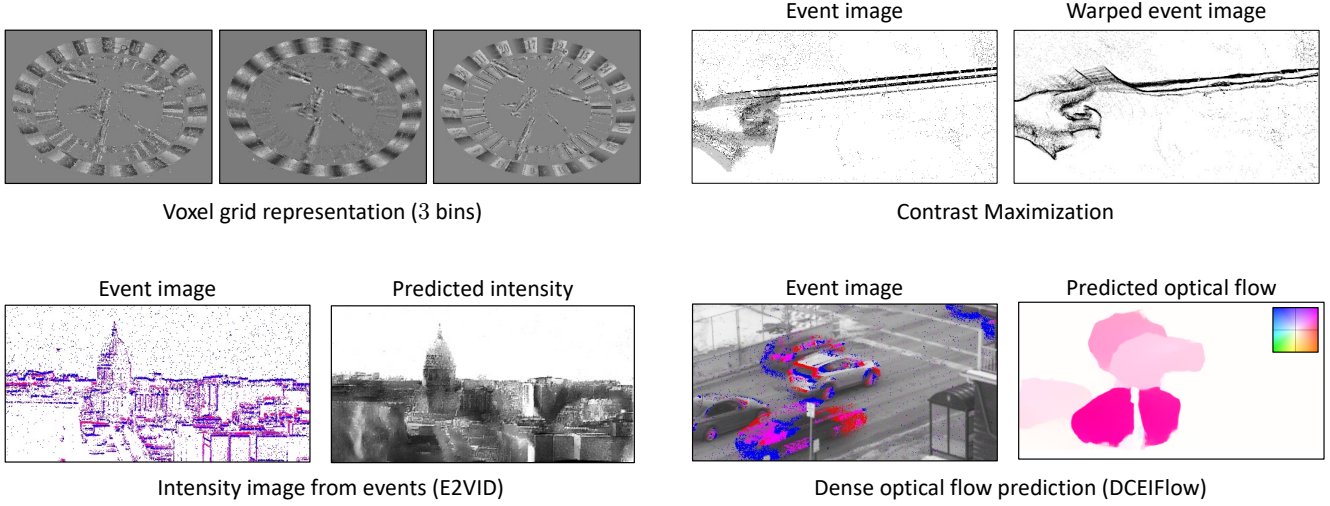 Event image
Warped event image
Voxel grid representation (3 bins)
Contrast Maximization
Event image
Predicted intensity
Event image
Predicted optical flow
Intensity image from events (E2VID)
Dense optical flow prediction (DCEIFlow)